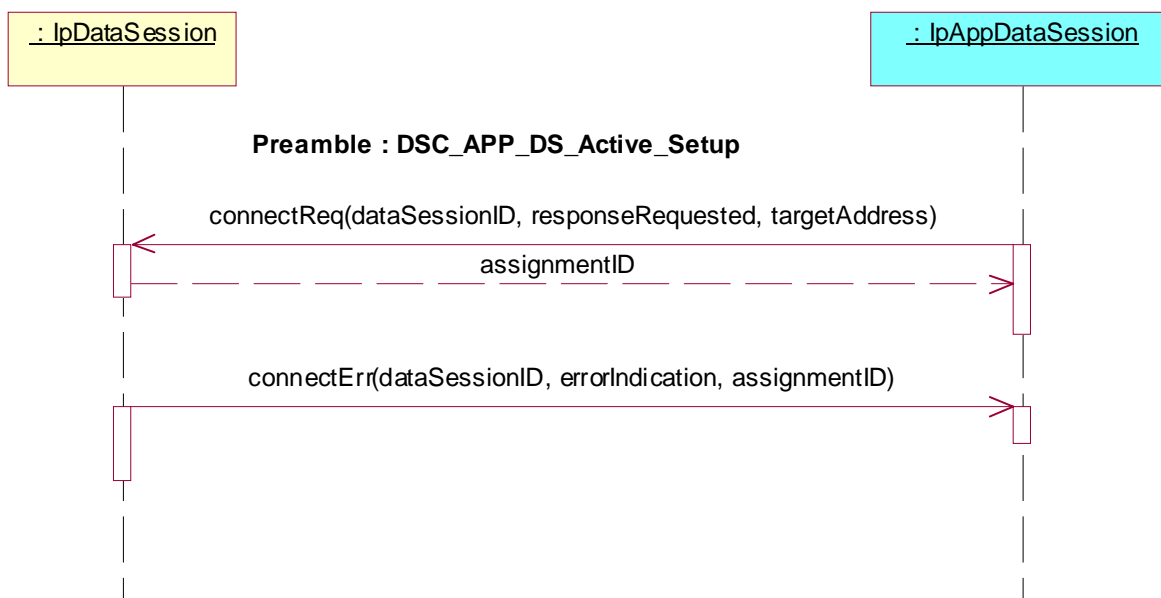 : IpDataSession
: IpAppDataSession
Preamble : DSC_APP_DS_Active_Setup
connectReq(dataSessionID, responseRequested, targetAddress)
assignmentID
connectErr(dataSessionID, errorIndication, assignmentID)